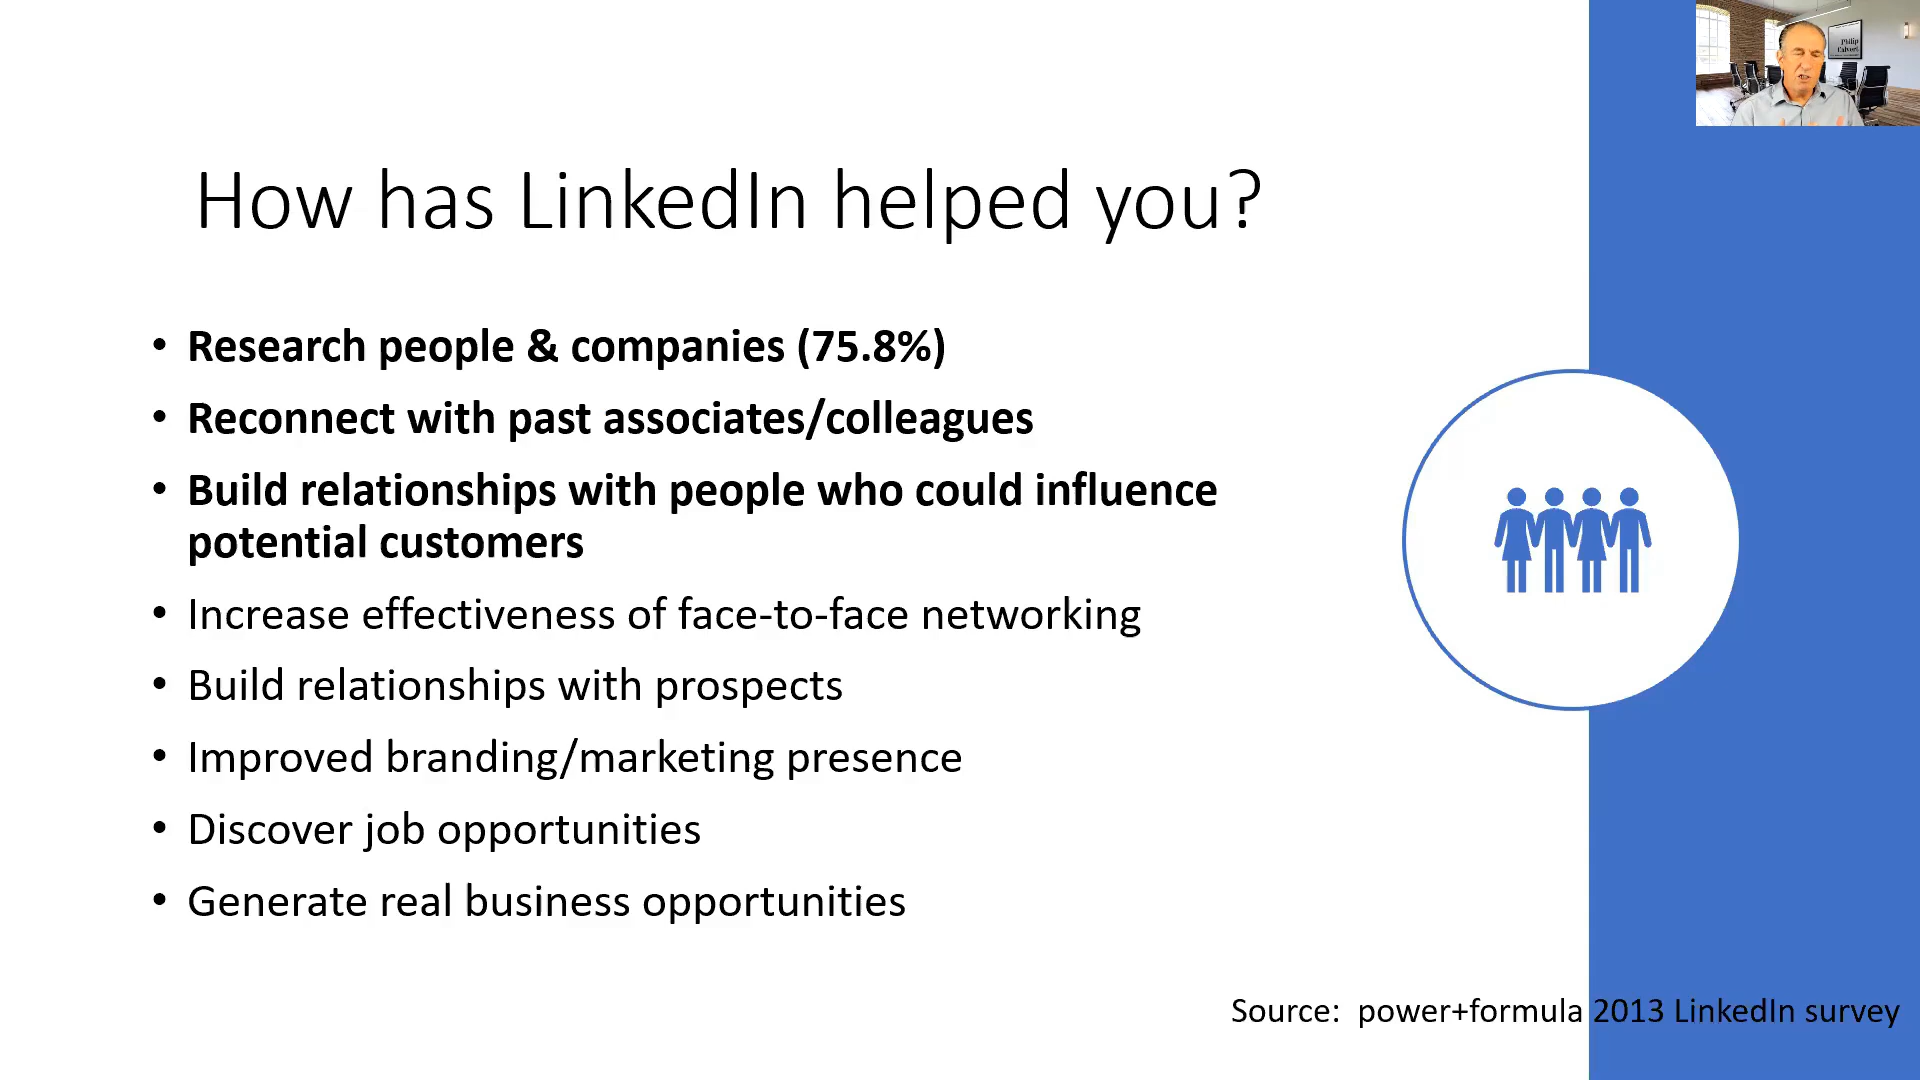 Philip
Calvert
How has LinkedIn helped you?
• Research people & companies (75.8%)
• Reconnect with past associates/colleagues
• Build relationships with people who could influence
potential customers
• Increase effectiveness of face-to-face networking
• Build relationships with prospects
• Improved branding/marketing presence
• Discover job opportunities
• Generate real business opportunities
Source:  power+formula 2013 LinkedIn survey